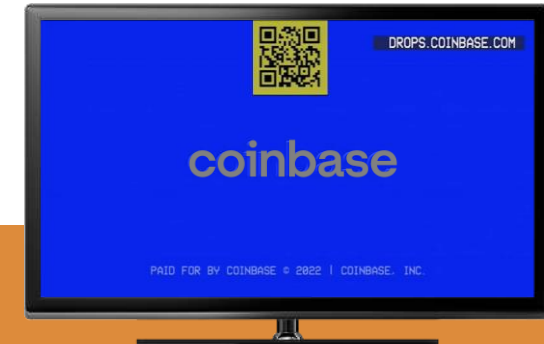 DROPS.COINBASE.COM
coinbase
PAID FOR BY COINBASE © 2022 | COINBASE, INC.